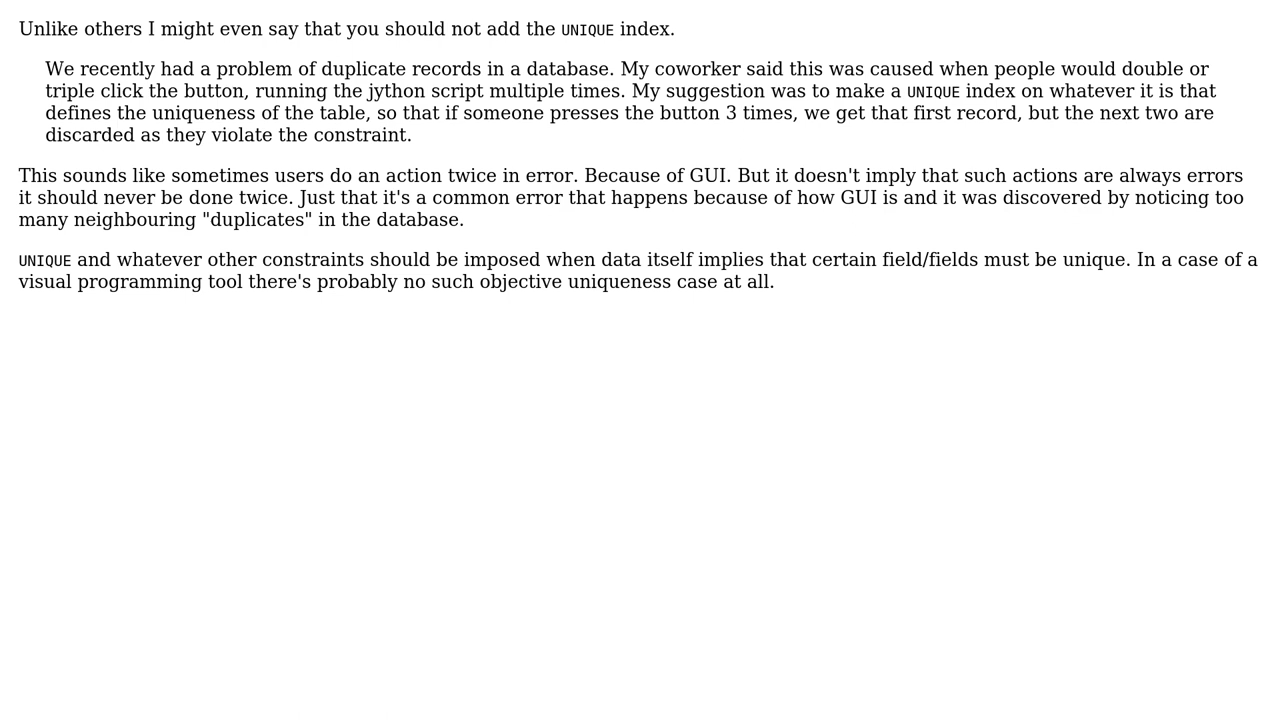 Unlike others I might even say that you should not add the UNIQUE index.
We recently had a problem of duplicate records in a database. My coworker said this was caused when people would double or
triple click the button, running the jython script multiple times. My suggestion was to make a UNIQUE index on whatever it is that
defines the uniqueness of the table, so that if someone presses the button 3 times, we get that first record, but the next two are
discarded as they violate the constraint.
This sounds like sometimes users do an action twice in error. Because of GUI. But it doesn't imply that such actions are always errors
it should never be done twice. Just that it's a common error that happens because of how GUI is and it was discovered by noticing too
many neighbouring "duplicates" in the database.
UNIQUE and whatever other constraints should be imposed when data itself implies that certain field/fields must be unique. In a case of a
visual programming tool there's probably no such objective uniqueness case at all.